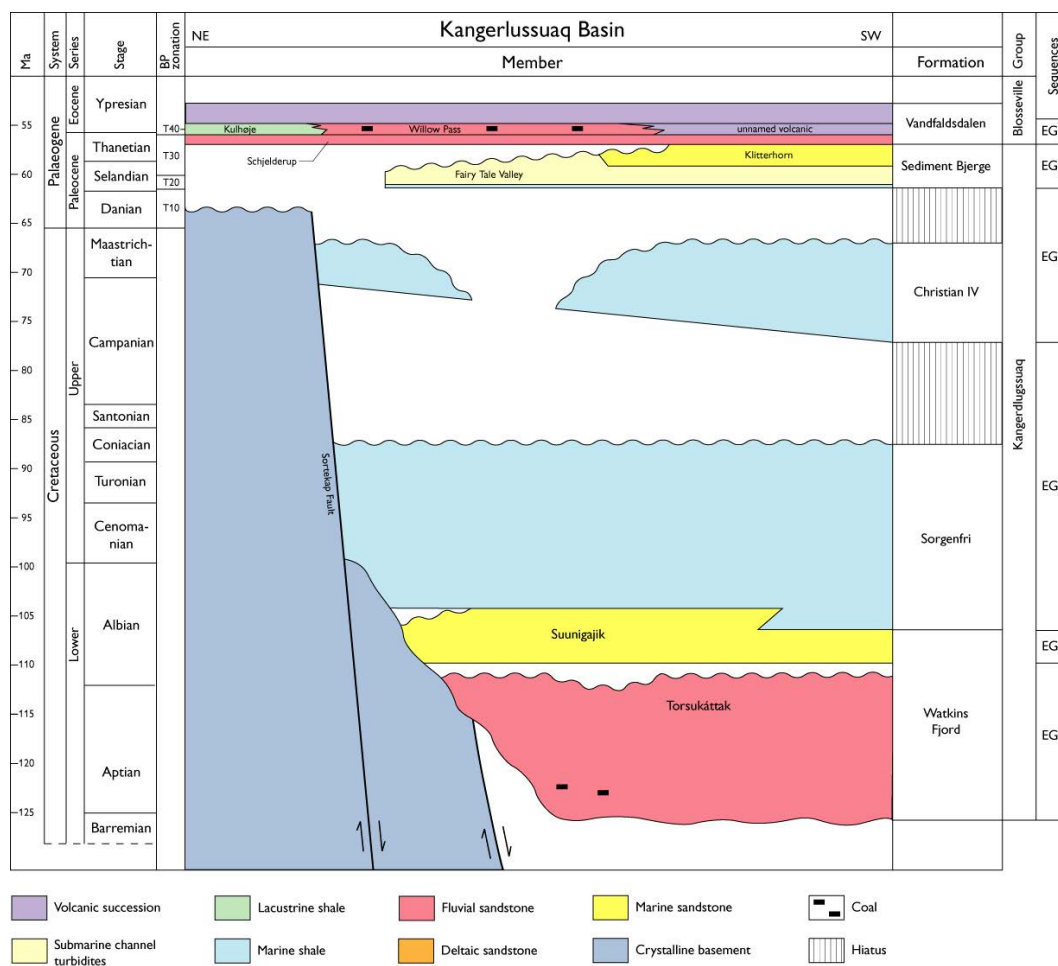 Kangerlussuaq Basin
NE
SW
Member
Ma
System
Series
Stage
BP
zonation
Formation
Group
Sequences
55
60
65
70
75
80
85
90
95
100
105
110
115
120
125
Palaeogene
Cretaceous
Eocene
Paleocene
Upper
Lower
Ypresian
Thanetian
Selandian
Danian
Maastrich-
tian
Campanian
Santonian
Coniacian
Turonian
Cenoma-
nian
Albian
Aptian
Barremian
T40
T30
T20
T10
Kulhøje
Willow Pass
unnamed volcanic
Schjelderup
Klitterhorn
Fairy Tale Valley
Sortekap Fault
Suunigajik
Torsukáttak
Vandfaldsdalen
Sediment Bjerge
Christian IV
Sorgenfri
Watkins
Fjord
Blosseville
Kangerdlugssuaq
EG
EG
EG
EG
EG
EG
Volcanic succession
Lacustrine shale
Fluvial sandstone
Marine sandstone
Coal
Submarine channel
turbidites
Marine shale
Deltaic sandstone
Crystalline basement
Hiatus